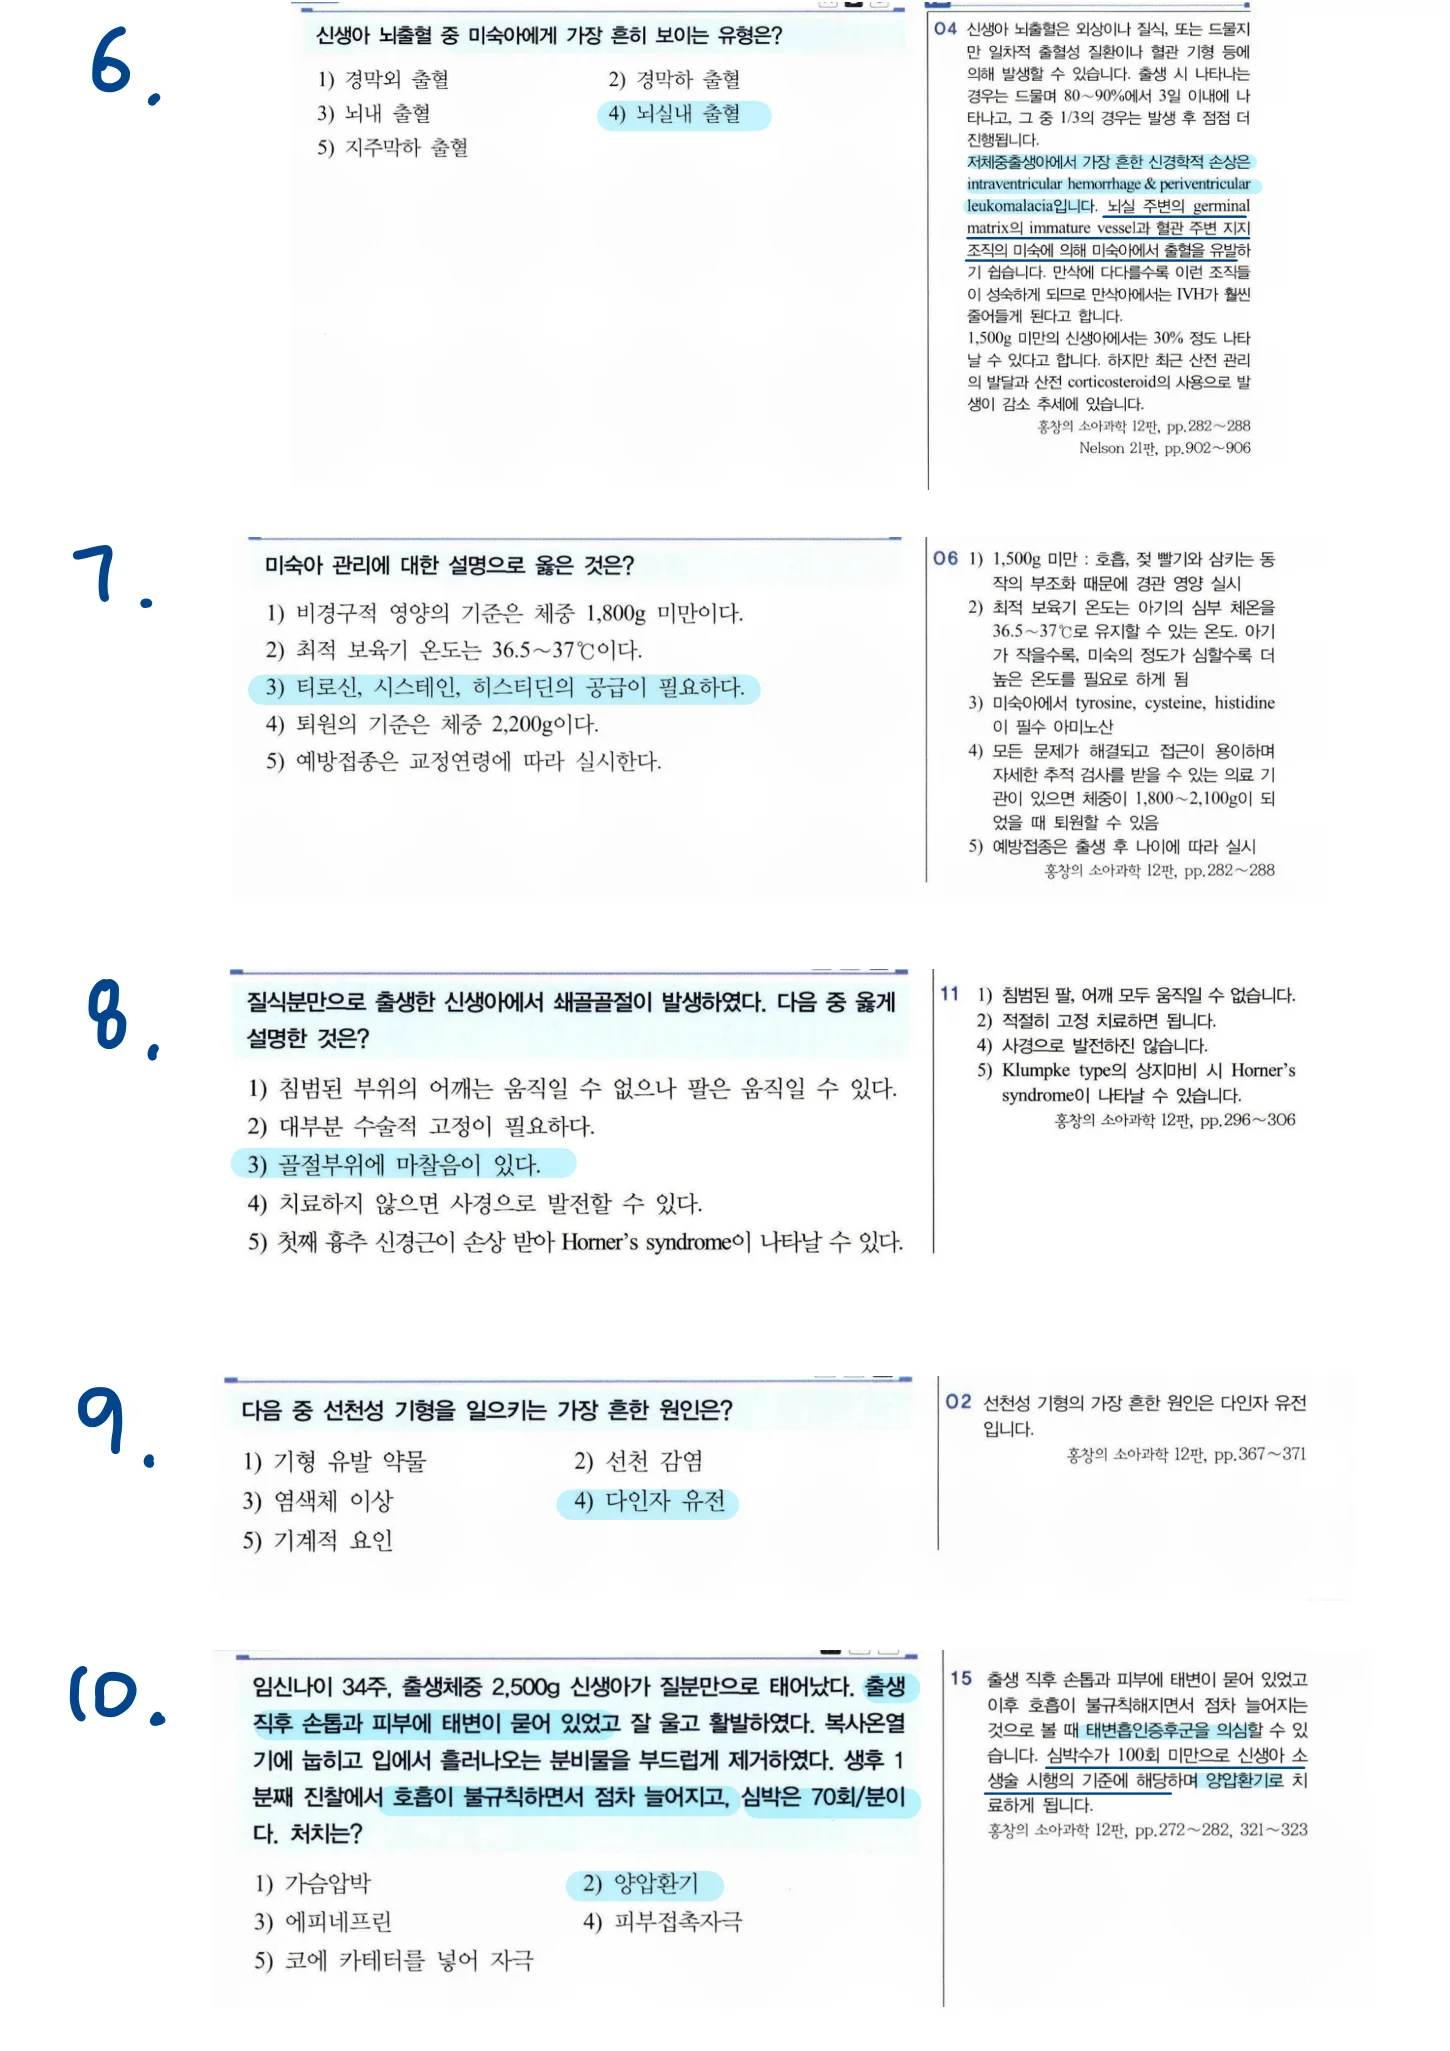 6.
신생아 뇌출혈 중 미숙아에게 가장 흔히 보이는 유형은?
1) 경막외 출혈
2) 경막하 출혈
3) 뇌내 출혈
4) 뇌실내 출혈
5) 지주막하 출혈
04 신생아 뇌출혈은 외상이나 질식, 또는 드물지
만 일차적 출혈성 질환이나 혈관 기형 등에
의해 발생할 수 있습니다. 출생 시 나타나는
경우는 드물며 80~90%에서 3일 이내에 나
타나고, 그 중 1/3의 경우는 발생 후 점점 더
진행됩니다.
저체중출생아에서 가장 흔한 신경학적 손상은
intraventricular hemorrhage & periventricular
leukomalacia입니다. 뇌실 주변의 germinal
matrix의 immature vessel과 혈관 주변 지지
조직의 미숙에 의해 미숙아에서 출혈을 유발하
기 쉽습니다. 만삭에 다다를수록 이런 조직들
이 성숙하게 되므로 만삭아에서는 IVH가 훨씬
줄어들게 된다고 합니다.
1,500g 미만의 신생아에서는 30% 정도 나타
날 수 있다고 합니다. 하지만 최근 산전 관리
의 발달과 산전 corticosteroid의 사용으로 발
생이 감소 추세에 있습니다.
홍창의 소아과학 12판, pp.282~288
Nelson 21판, pp.902~906
7.
미숙아 관리에 대한 설명으로 옳은 것은?
1) 비경구적 영양의 기준은 체중 1,800g 미만이다.
2) 최적 보육기 온도는 36.5~37℃이다.
3) 티로신, 시스테인, 히스티딘의 공급이 필요하다.
4) 퇴원의 기준은 체중 2,200g이다.
5) 예방접종은 교정연령에 따라 실시한다.
06 1) 1,500g 미만 : 호흡, 젖 빨기와 삼키는 동
작의 부조화 때문에 경관 영양 실시
2) 최적 보육기 온도는 아기의 심부 체온을
36.5~37℃로 유지할 수 있는 온도. 아기
가 작을수록, 미숙의 정도가 심할수록 더
높은 온도를 필요로 하게 됨
3) 미숙아에서 tyrosine, cysteine, histidine
이 필수 아미노산
4) 모든 문제가 해결되고 접근이 용이하며
자세한 추적 검사를 받을 수 있는 의료 기
관이 있으면 체중이 1,800~2,100g이 되
었을 때 퇴원할 수 있음
5) 예방접종은 출생 후 나이에 따라 실시
홍창의 소아과학 12판, pp.282~288
8.
질식분만으로 출생한 신생아에서 쇄골골절이 발생하였다. 다음 중 옳게
설명한 것은?
1) 침범된 부위의 어깨는 움직일 수 없으나 팔은 움직일 수 있다.
2) 대부분 수술적 고정이 필요하다.
3) 골절부위에 마찰음이 있다.
4) 치료하지 않으면 사경으로 발전할 수 있다.
5) 첫째 흉추 신경근이 손상 받아 Horner's syndrome이 나타날 수 있다.
11 1) 침범된 팔, 어깨 모두 움직일 수 없습니다.
2) 적절히 고정 치료하면 됩니다.
4) 사경으로 발전하진 않습니다.
5) Klumpke type의 상지마비 시 Horner's
syndrome이 나타날 수 있습니다.
홍창의 소아과학 12판, pp.296~306
9.
다음 중 선천성 기형을 일으키는 가장 흔한 원인은?
1) 기형 유발 약물
2) 선천 감염
3) 염색체 이상
4) 다인자 유전
5) 기계적 요인
02 선천성 기형의 가장 흔한 원인은 다인자 유전
입니다.
홍창의 소아과학 12판, pp.367~371
10.
임신나이 34주, 출생체중 2,500g 신생아가 질분만으로 태어났다. 출생
직후 손톱과 피부에 태변이 묻어 있었고 잘 울고 활발하였다. 복사온열
기에 눕히고 입에서 흘러나오는 분비물을 부드럽게 제거하였다. 생후 1
분째 진찰에서 호흡이 불규칙하면서 점차 늘어지고, 심박은 70회/분이
다. 처치는?
1) 가슴압박
2) 양압환기
3) 에피네프린
4) 피부접촉자극
5) 코에 카테터를 넣어 자극
15 출생 직후 손톱과 피부에 태변이 묻어 있었고
이후 호흡이 불규칙해지면서 점차 늘어지는
것으로 볼 때 태변흡인증후군을 의심할 수 있
습니다. 심박수가 100회 미만으로 신생아 소
생술 시행의 기준에 해당하며 양압환기로 치
료하게 됩니다.
홍창의 소아과학 12판, pp.272~282, 321~323